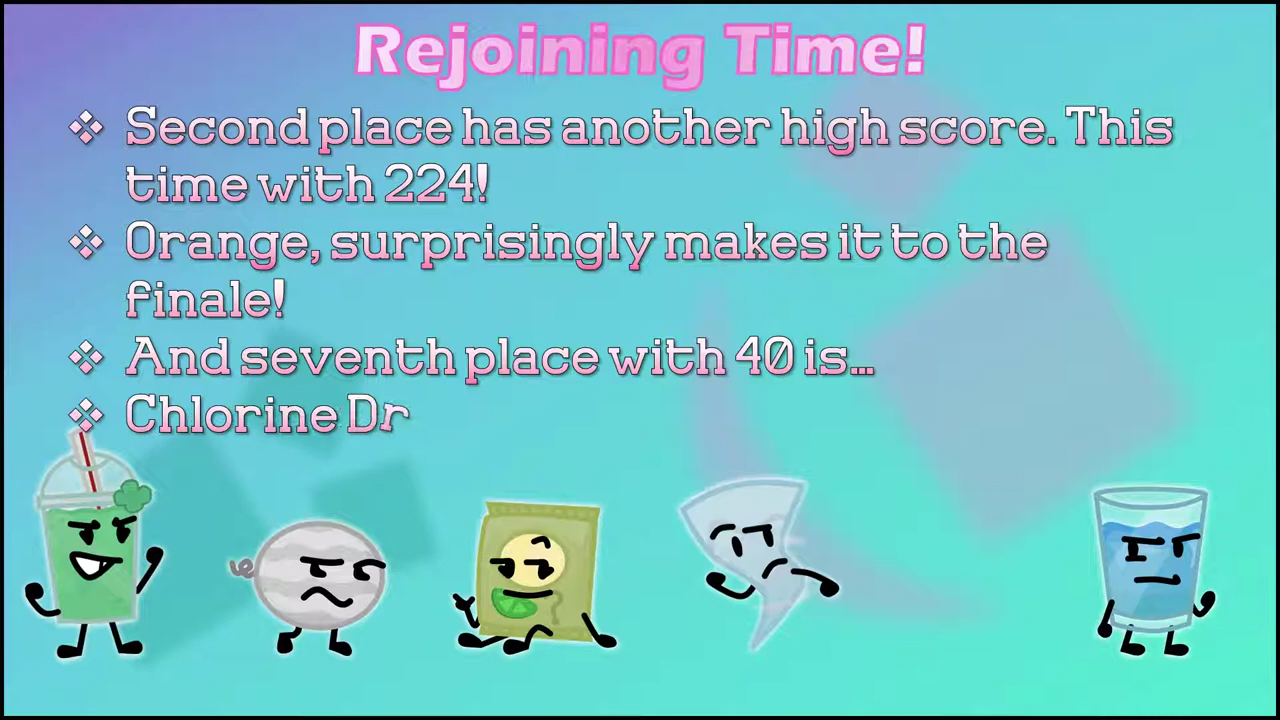 Rejoining Time!
Second place has another high score. This
time with 224!
Orange, surprisingly makes it to the
finale!
And seventh place with 40 is...
Chlorine Dr